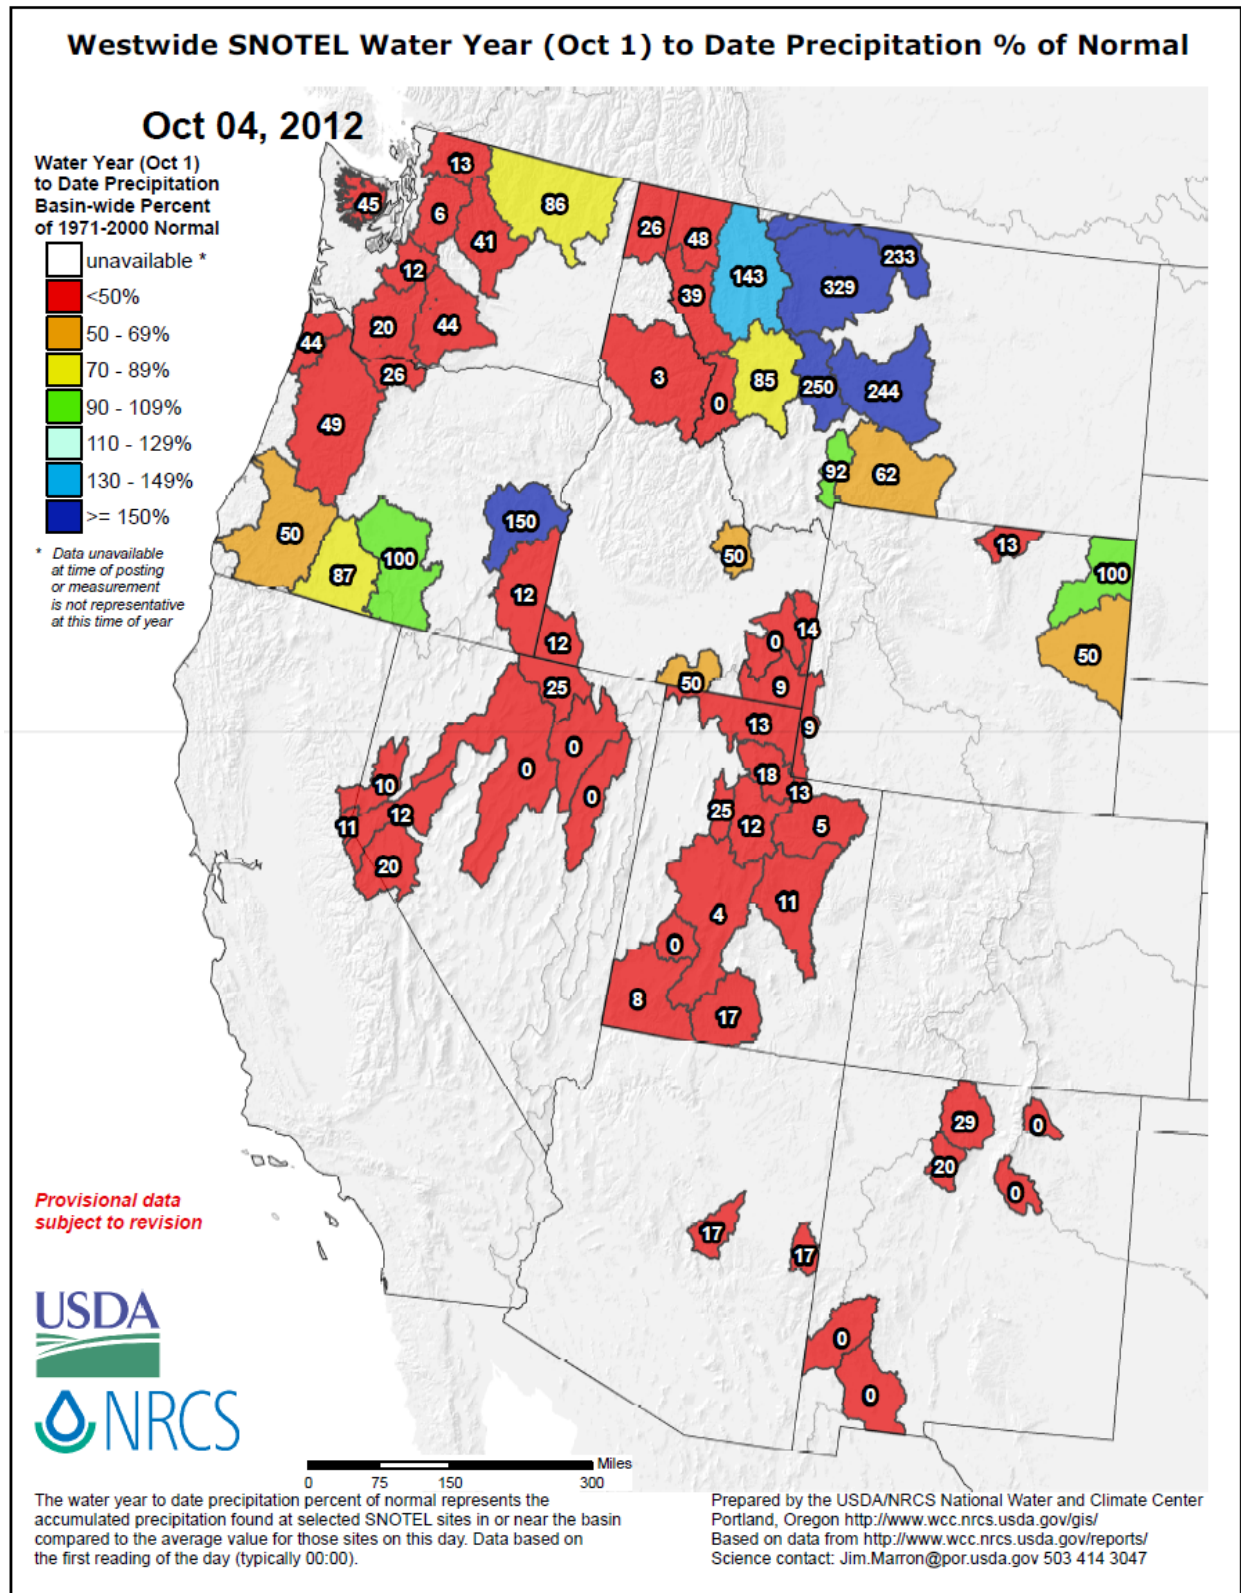 Westwide SNOTEL Water Year (Oct 1) to Date Precipitation % of Normal
Oct 04, 2012
Water Year (Oct 1)
to Date Precipitation
Basin-wide Percent
of 1971-2000 Normal
unavailable *
<50%
50 - 69%
70 - 89%
90 - 109%
110 - 129%
130 - 149%
>= 150%
* Data unavailable
at time of posting
or measurement
is not representative
at this time of year
13
86
45
6
41
26
48
143
233
329
12
39
20
44
44
26
3
0
85
250
244
49
92
62
50
87
100
150
50
13
100
12
12
14
0
50
50
9
25
13
9
0
0
0
10
18
13
12
11
25
12
5
20
4
11
0
8
17
29
0
20
0
17
17
0
0
Provisional data
subject to revision
USDA
NRCS
Miles
0 75 150 300
The water year to date precipitation percent of normal represents the
accumulated precipitation found at selected SNOTEL sites in or near the basin
compared to the average value for those sites on this day. Data based on
the first reading of the day (typically 00:00).
Prepared by the USDA/NRCS National Water and Climate Center
Portland, Oregon http://www.wcc.nrcs.usda.gov/gis/
Based on data from http://www.wcc.nrcs.usda.gov/reports/
Science contact: Jim.Marron@por.usda.gov 503 414 3047